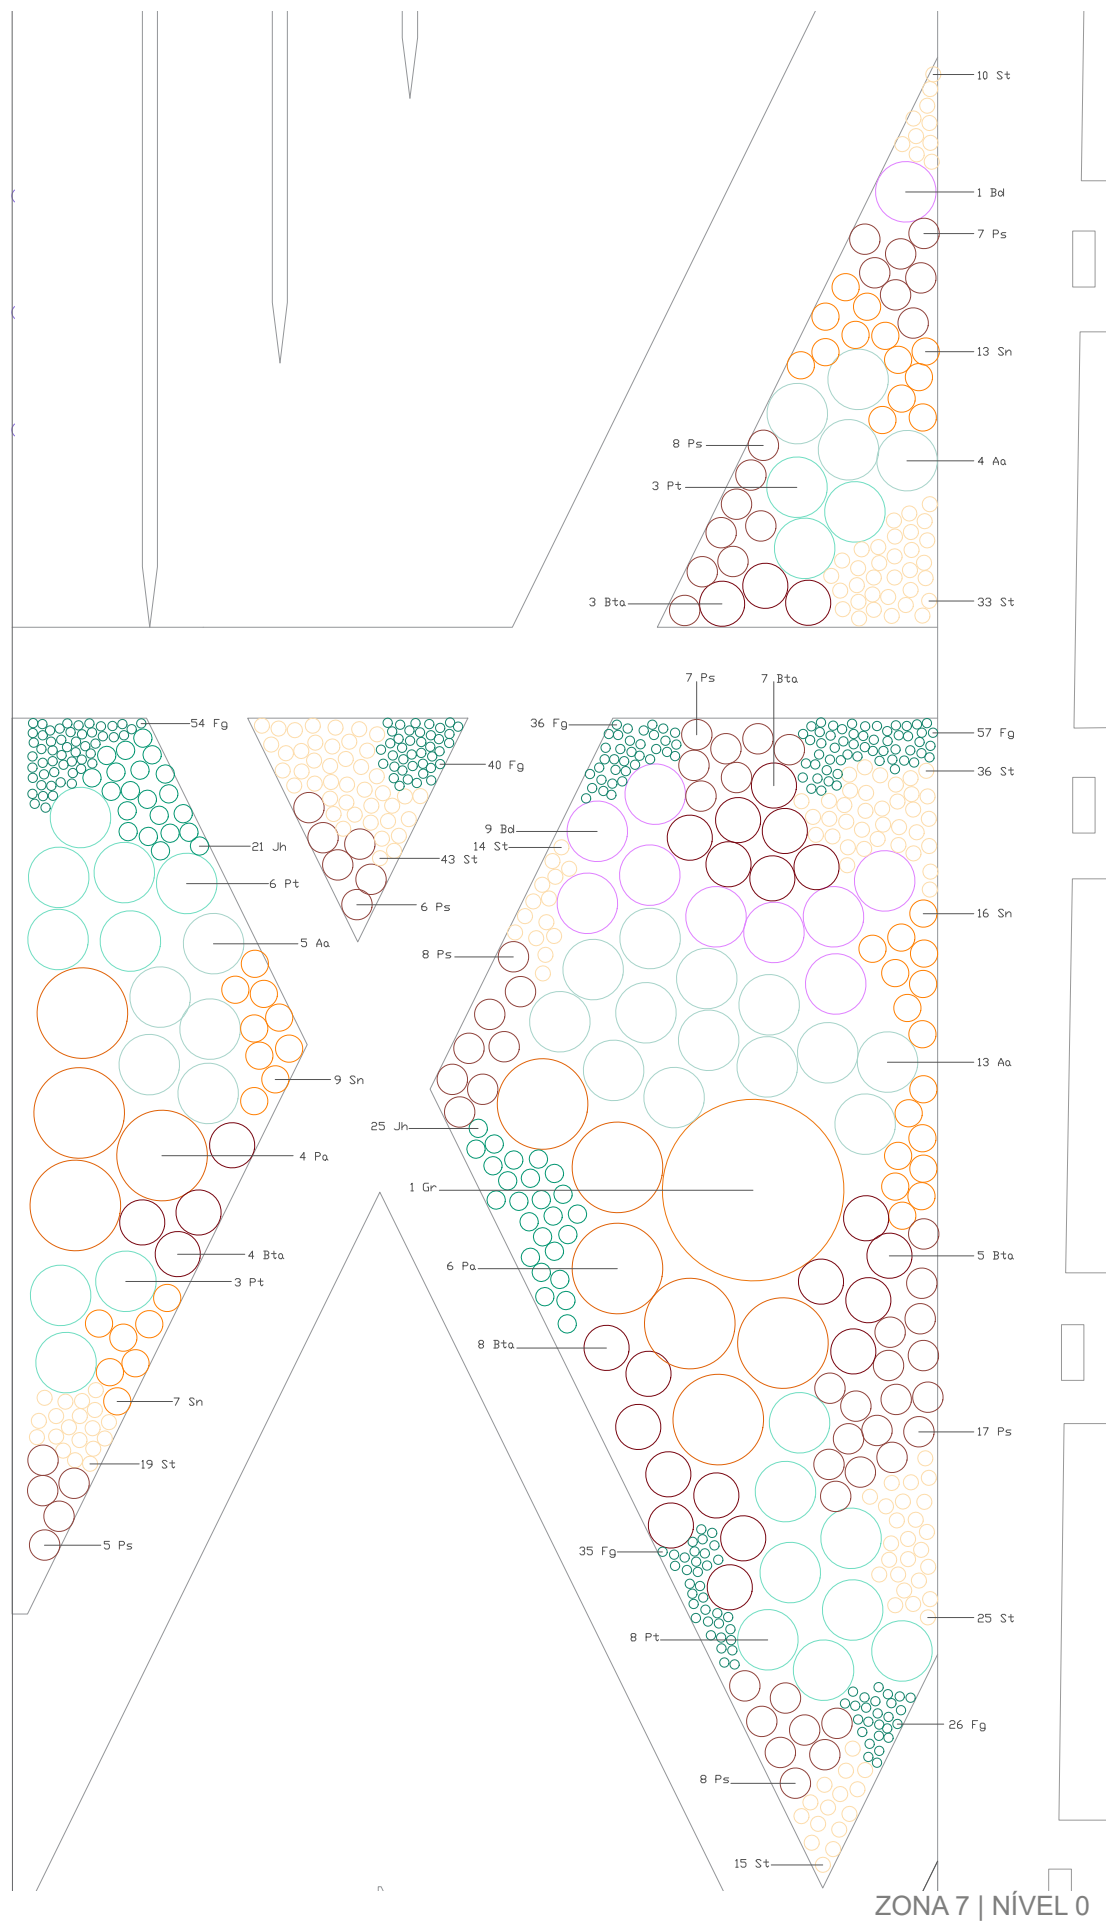 10 St
1 Bd
7 Ps
13 Sn
8 Ps
4 Aa
3 Pt
3 Bta
33 St
7 Ps
7 Bta
54 Fg
36 Fg
57 Fg
40 Fg
36 St
9 Bd
21 Jh
14 St
43 St
6 Pt
6 Ps
16 Sn
5 Aa
8 Ps
13 Aa
9 Sn
25 Jh
4 Pa
1 Gr
4 Bta
5 Bta
6 Pa
3 Pt
8 Bta
7 Sn
17 Ps
19 St
5 Ps
35 Fg
25 St
8 Pt
26 Fg
8 Ps
15 St
ZONA 7 | NÍVEL 0